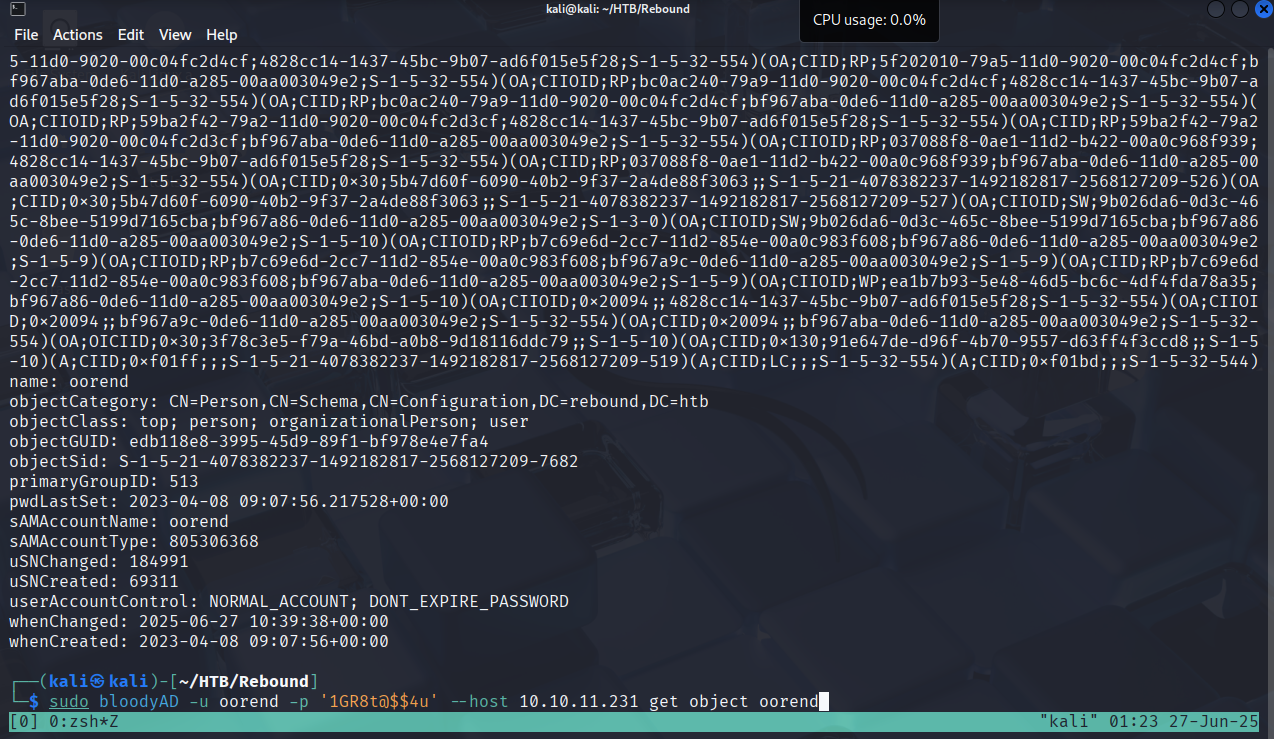 kali@kali: ~/HTB/Rebound
CPU usage: 0.0%
File Actions Edit View Help
5-11d0-9020-00c04fc2d4cf;4828cc14-1437-45bc-9b07-ad6f015e5f28;S-1-5-32-554)(OA;CIID;RP;5f202010-79a5-11d0-9020-00c04fc2d4cf;b
f967aba-0de6-11d0-a285-00aa003049e2;S-1-5-32-554)(OA;CIIOID;RP;bc0ac240-79a9-11d0-9020-00c04fc2d4cf;4828cc14-1437-45bc-9b07-a
d6f015e5f28;S-1-5-32-554)(OA;CIID;RP;bc0ac240-79a9-11d0-9020-00c04fc2d4cf;bf967aba-0de6-11d0-a285-00aa003049e2;S-1-5-32-554)(
OA;CIIOID;RP;59ba2f42-79a2-11d0-9020-00c04fc2d3cf;4828cc14-1437-45bc-9b07-ad6f015e5f28;S-1-5-32-554)(OA;CIID;RP;59ba2f42-79a2
-11d0-9020-00c04fc2d3cf;bf967aba-0de6-11d0-a285-00aa003049e2;S-1-5-32-554)(OA;CIIOID;RP;037088f8-0ae1-11d2-b422-00a0c968f939;
4828cc14-1437-45bc-9b07-ad6f015e5f28;S-1-5-32-554)(OA;CIID;RP;037088f8-0ae1-11d2-b422-00a0c968f939;bf967aba-0de6-11d0-a285-00
aa003049e2;S-1-5-32-554)(OA;CIID;0×30;5b47d60f-6090-40b2-9f37-2a4de88f3063;;S-1-5-21-4078382237-1492182817-2568127209-526)(OA
;CIID;0×30;5b47d60f-6090-40b2-9f37-2a4de88f3063;;S-1-5-21-4078382237-1492182817-2568127209-527)(OA;CIIOID;SW;9b026da6-0d3c-46
5c-8bee-5199d7165cba;bf967a86-0de6-11d0-a285-00aa003049e2;S-1-3-0)(OA;CIIOID;SW;9b026da6-0d3c-465c-8bee-5199d7165cba;bf967a86
-0de6-11d0-a285-00aa003049e2;S-1-5-10)(OA;CIIOID;RP;b7c69e6d-2cc7-11d2-854e-00a0c983f608;bf967a86-0de6-11d0-a285-00aa003049e2
;S-1-5-9)(OA;CIIOID;RP;b7c69e6d-2cc7-11d2-854e-00a0c983f608;bf967a9c-0de6-11d0-a285-00aa003049e2;S-1-5-9)(OA;CIID;RP;b7c69e6d
-2cc7-11d2-854e-00a0c983f608;bf967aba-0de6-11d0-a285-00aa003049e2;S-1-5-9)(OA;CIIOID;WP;ea1b7b93-5e48-46d5-bc6c-4df4fda78a35;
bf967a86-0de6-11d0-a285-00aa003049e2;S-1-5-10)(OA;CIIOID;0×20094;;4828cc14-1437-45bc-9b07-ad6f015e5f28;S-1-5-32-554)(OA;CIIOI
D;0×20094;;bf967a9c-0de6-11d0-a285-00aa003049e2;S-1-5-32-554)(OA;CIID;0×20094;;bf967aba-0de6-11d0-a285-00aa003049e2;S-1-5-32-
554)(OA;OICIID;0×30;3f78c3e5-f79a-46bd-a0b8-9d18116ddc79;;S-1-5-10)(OA;CIID;0×130;91e647de-d96f-4b70-9557-d63ff4f3ccd8;;S-1-5
-10)(A;CIID;0×f01ff;;;S-1-5-21-4078382237-1492182817-2568127209-519)(A;CIID;LC;;;S-1-5-32-554)(A;CIID;0×f01bd;;;S-1-5-32-544)
name: oorend
objectCategory: CN=Person,CN=Schema,CN=Configuration,DC=rebound,DC=htb
objectClass: top; person; organizationalPerson; user
objectGUID: edb118e8-3995-45d9-89f1-bf978e4e7fa4
objectSid: S-1-5-21-4078382237-1492182817-2568127209-7682
primaryGroupID: 513
pwdLastSet: 2023-04-08 09:07:56.217528+00:00
sAMAccountName: oorend
sAMAccountType: 805306368
uSNChanged: 184991
uSNCreated: 69311
userAccountControl: NORMAL_ACCOUNT; DONT_EXPIRE_PASSWORD
whenChanged: 2025-06-27 10:39:38+00:00
whenCreated: 2023-04-08 09:07:56+00:00
┌──(kali㉿kali)-[~/HTB/Rebound]
└─$ sudo bloodyAD -u oorend -p '1GR8t@$$4u' --host 10.10.11.231 get object oorend
[0] 0:zsh*Z "kali" 01:23 27-Jun-25